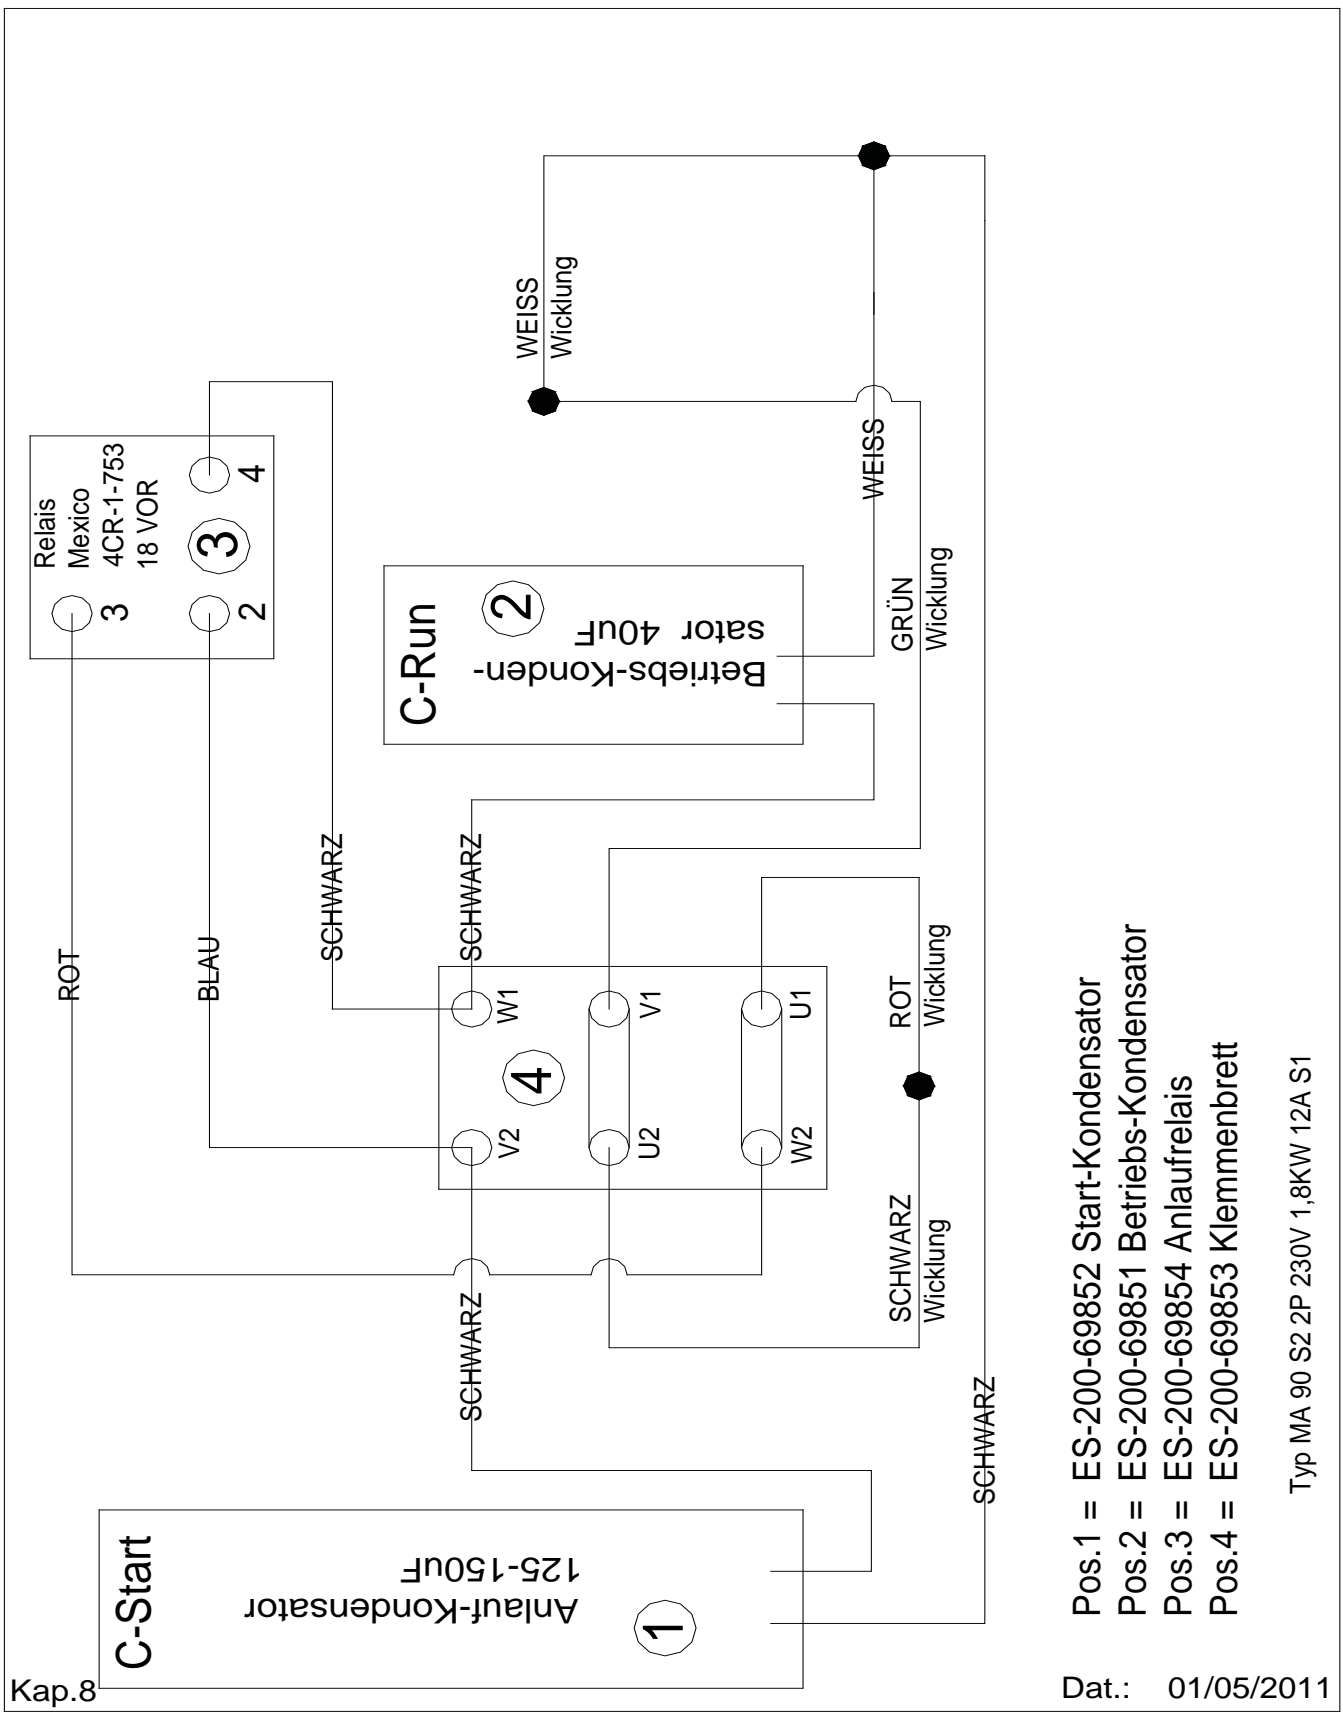 Relais
Mexico
4CR-1-753
18 VOR
3
3
4
2
WEISS
Wicklung
C-Run
2
Betriebs-Konden-
sator 40uF
WEISS
GRÜN
Wicklung
ROT
BLAU
SCHWARZ
SCHWARZ
W1
V1
U1
4
V2
U2
W2
ROT
Wicklung
SCHWARZ
Wicklung
SCHWARZ
SCHWARZ
C-Start
Anlauf-Kondensator
125-150uF
1
Pos.1 = ES-200-69852 Start-Kondensator
Pos.2 = ES-200-69851 Betriebs-Kondensator
Pos.3 = ES-200-69854 Anlaufrelais
Pos.4 = ES-200-69853 Klemmenbrett
Typ MA 90 S2 2P 230V 1,8KW 12A S1
Kap.8
Dat.: 01/05/2011